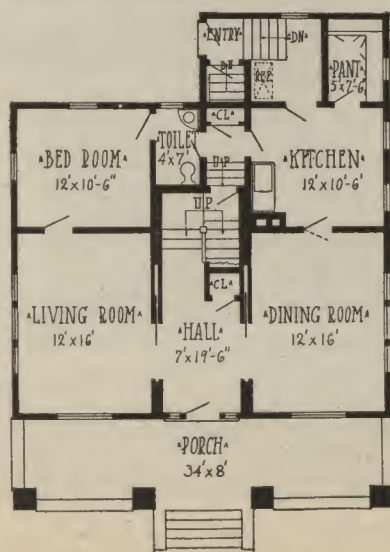 ENTRY
DN
DN
REF.
PANT.
5'x7'-6"
CL
TOILET
4'x7'
BED ROOM
12'x10'-6"
UP
KITCHEN
12'x10'-6"
UP
CL
LIVING ROOM
12'x16'
HALL
7'x19'-6"
DINING ROOM
12'x16'
PORCH
34'x8'